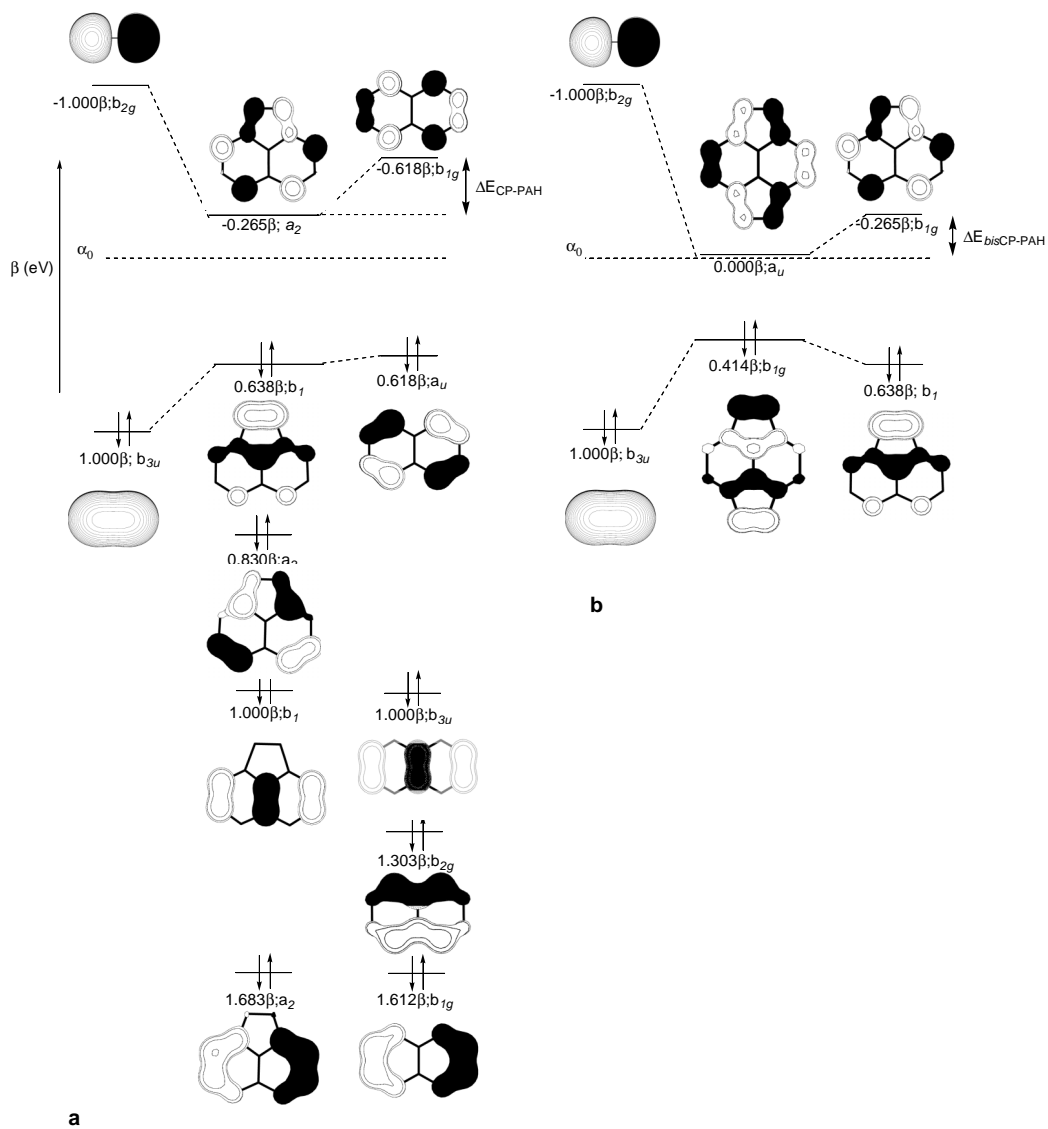 -1.000β;b2g
-0.618β;b1g
ΔECP-PAH
-0.265β; a2
α0
β (eV)
0.638β;b1
0.618β;au
1.000β; b3u
0.830β;a2
1.000β;b1
1.000β;b3u
1.303β;b2g
1.683β;a2
1.612β;b1g
a
-1.000β;b2g
-0.265β;b1g
ΔEbisCP-PAH
α0
0.000β;au
0.414β;b1g
0.638β; b1
1.000β; b3u
b